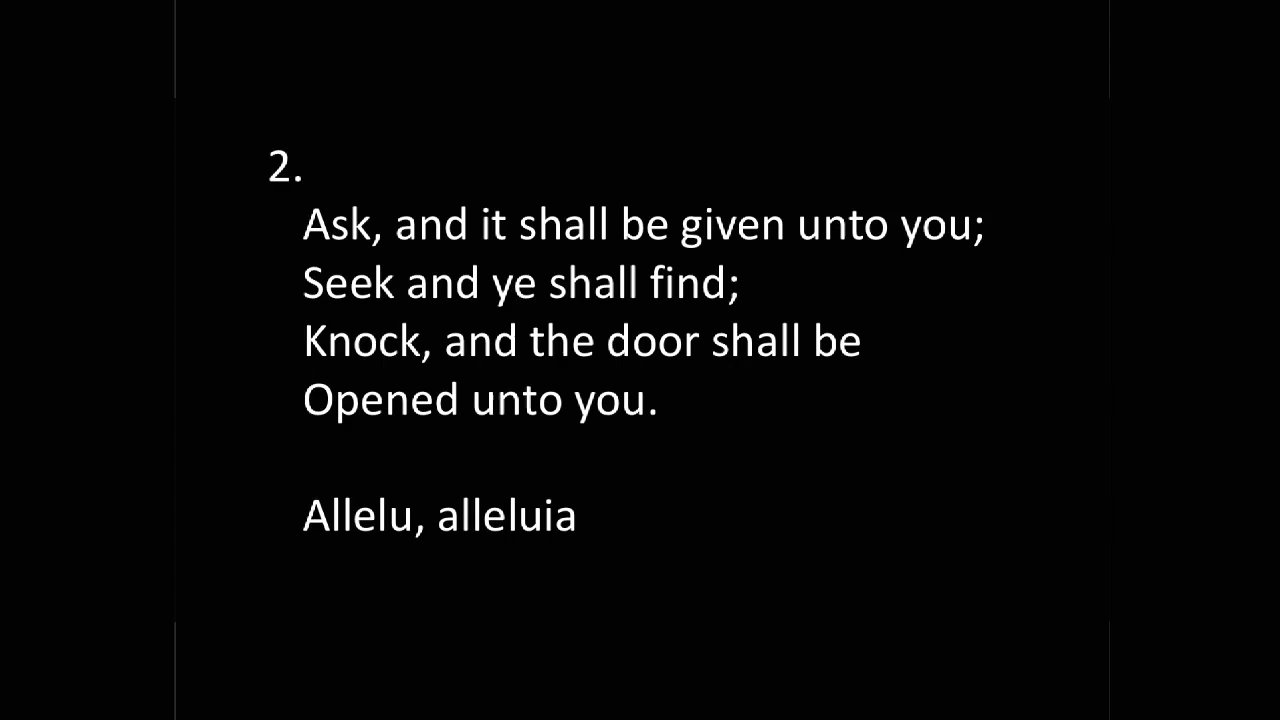 2.
Ask, and it shall be given unto you;
Seek and ye shall find;
Knock, and the door shall be
Opened unto you.
Allelu, alleluia